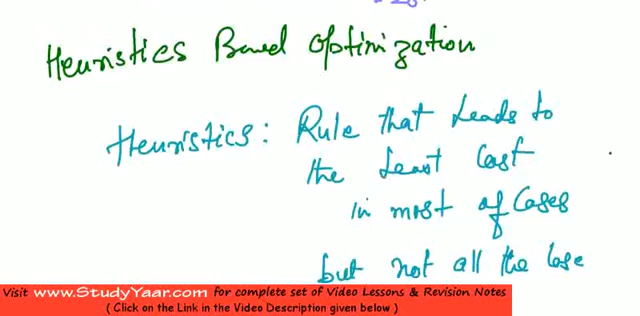 Heuristics Based Optimization
Heuristics: Rule that Leads to
the Least Cost
in most of Cases
but not all the Case
Visit www.StudyYaar.com for complete set of Video Lessons & Revision Notes
( Click on the Link in the Video Description given below )